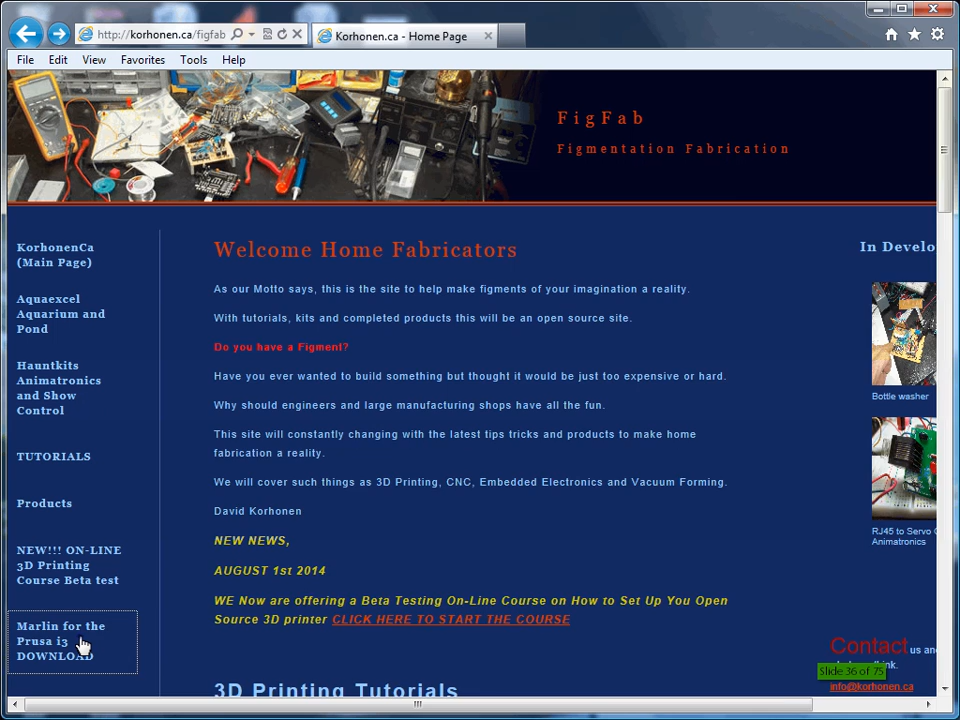 http://korhonen.ca/figfab
Korhonen.ca - Home Page
File Edit View Favorites Tools Help
FigFab
Figmentation Fabrication
KorhonenCa
(Main Page)
Aquaexcel
Aquarium and
Pond
Hauntkits
Animatronics
and Show
Control
TUTORIALS
Products
NEW!!! ON-LINE
3D Printing
Course Beta test
Marlin for the
Prusa i3
DOWNLOAD
Welcome Home Fabricators
As our Motto says, this is the site to help make figments of your imagination a reality.
With tutorials, kits and completed products this will be an open source site.
Do you have a Figment?
Have you ever wanted to build something but thought it would be just too expensive or hard.
Why should engineers and large manufacturing shops have all the fun.
This site will constantly changing with the latest tips tricks and products to make home
fabrication a reality.
We will cover such things as 3D Printing, CNC, Embedded Electronics and Vacuum Forming.
David Korhonen
NEW NEWS,
AUGUST 1st 2014
WE Now are offering a Beta Testing On-Line Course on How to Set Up You Open
Source 3D printer CLICK HERE TO START THE COURSE
3D Printing Tutorials
In Develo
Bottle washer
RJ45 to Servo
Animatronics
Contact us and
Slide 36 of 75
info@korhonen.ca